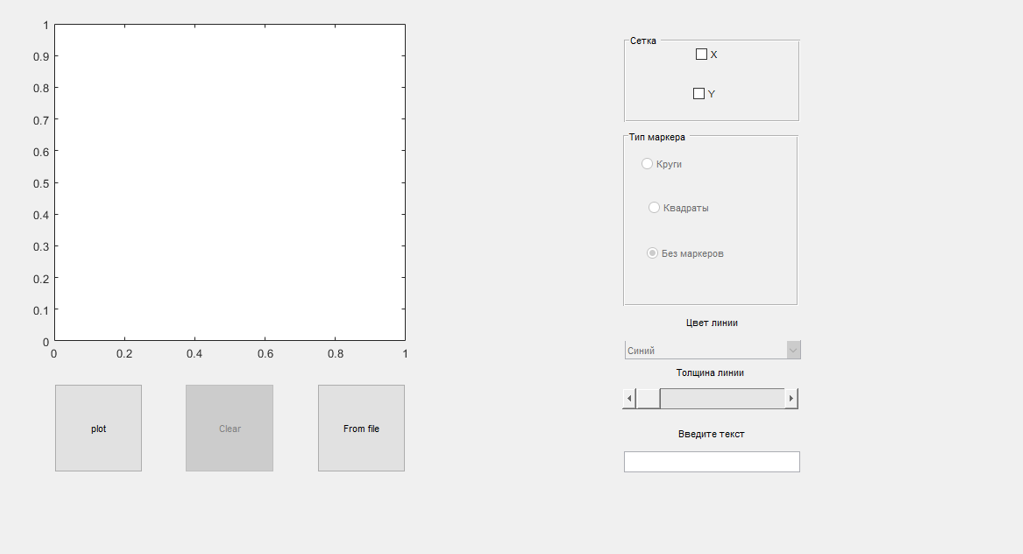 1
0.9
0.8
0.7
0.6
0.5
0.4
0.3
0.2
0.1
0
0 0.2 0.4 0.6 0.8 1
plot Clear From file
Сетка
X
Y
Тип маркера
Круги
Квадраты
Без маркеров
Цвет линии
Синий
Толщина линии
Введите текст